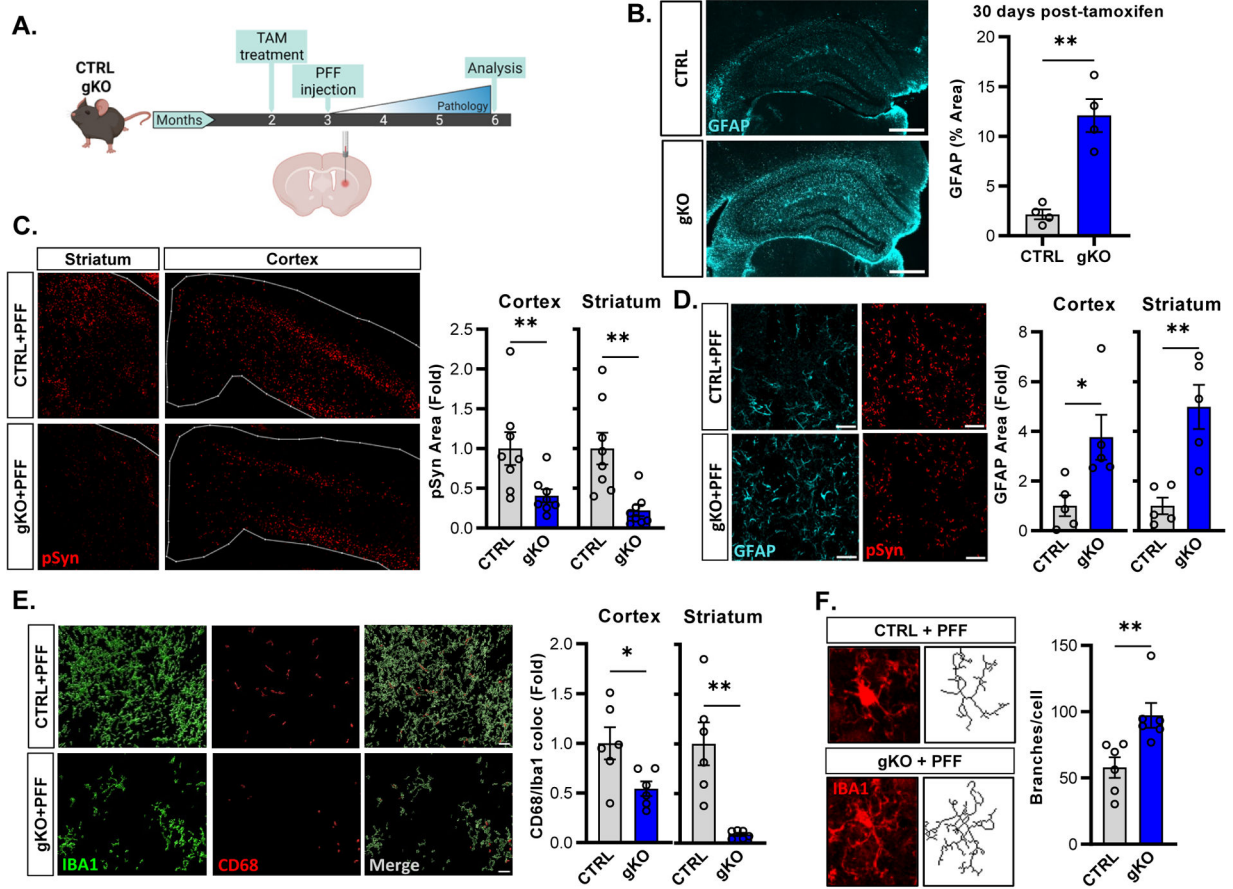 A.
CTRL
gKO
Months
TAM
treatment
PFF
injection
Analysis
Pathology
2
3
4
5
6
B.
CTRL
GFAP
gKO
30 days post-tamoxifen
GFAP (% Area)
20
15
10
5
0
**
CTRL
gKO
C.
Striatum
Cortex
CTRL+PFF
gKO+PFF
pSyn
Cortex
Striatum
pSyn Area (Fold)
2.5
2.0
1.5
1.0
0.5
0.0
**
**
CTRL
gKO
CTRL
gKO
D.
CTRL+PFF
gKO+PFF
GFAP
pSyn
Cortex
Striatum
GFAP Area (Fold)
8
6
4
2
0
*
**
CTRL
gKO
CTRL
gKO
E.
CTRL+PFF
gKO+PFF
IBA1
CD68
Merge
Cortex
Striatum
CD68/Iba1 coloc (Fold)
2.0
1.5
1.0
0.5
0.0
*
**
CTRL
gKO
CTRL
gKO
F.
CTRL + PFF
gKO + PFF
IBA1
Branches/cell
150
100
50
0
**
CTRL
gKO